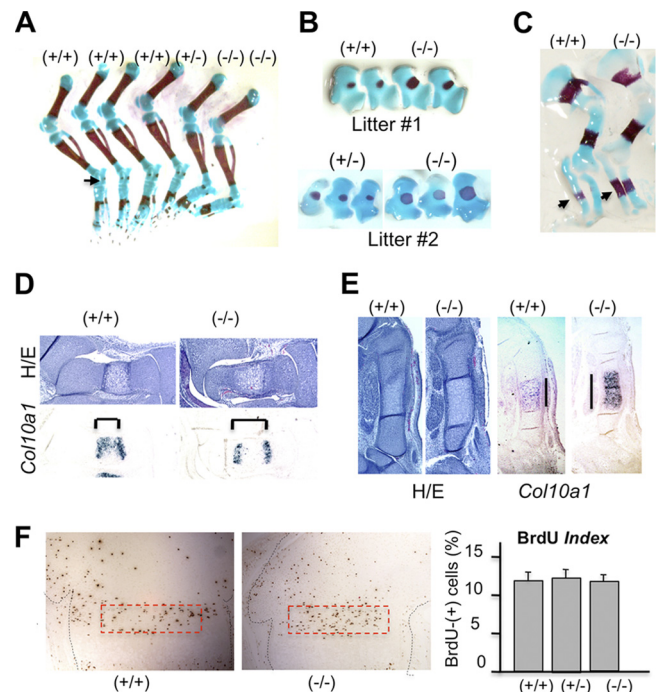 A
(+/+) (+/+) (+/+) (+/-) (-/-) (-/-)
B
(+/+) (-/-)
Litter #1
(+/-) (-/-)
Litter #2
C
(+/+) (-/-)
D
(+/+) (-/-)
H/E
Col10a1
E
(+/+) (-/-) (+/+) (-/-)
H/E Col10a1
F
(+/+) (-/-)
BrdU Index
BrdU-(+) cells (%)
15
10
5
0
(+/+) (+/-) (-/-)